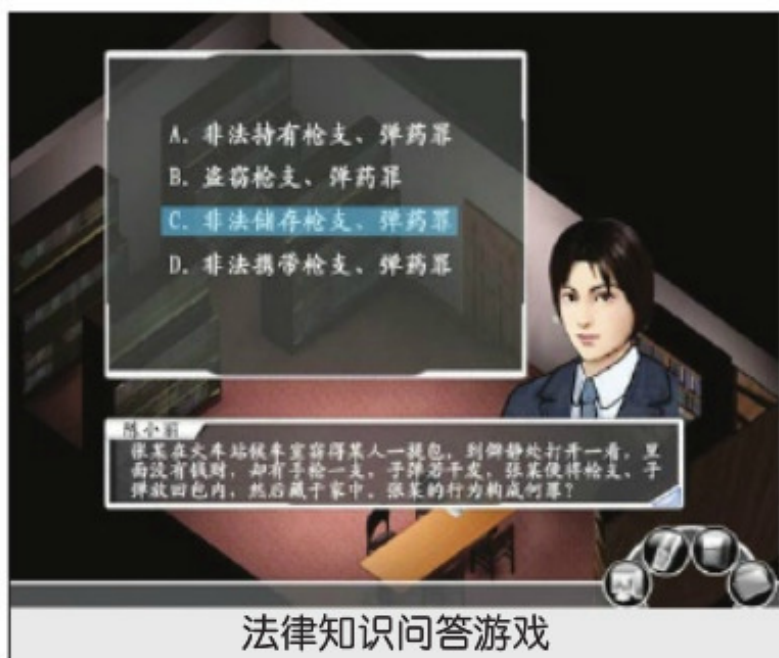 A. 非法持有枪支、弹药罪
B. 盗窃枪支、弹药罪
C. 非法储存枪支、弹药罪
D. 非法携带枪支、弹药罪
陈小丽
张某在火车站候车室窃得某人一提包，到僻静处打开一看，里
面没有钱财，却有手枪一支，子弹若干发，张某便将枪支、子
弹放回包内，然后藏于家中。张某的行为构成何罪？
法律知识问答游戏